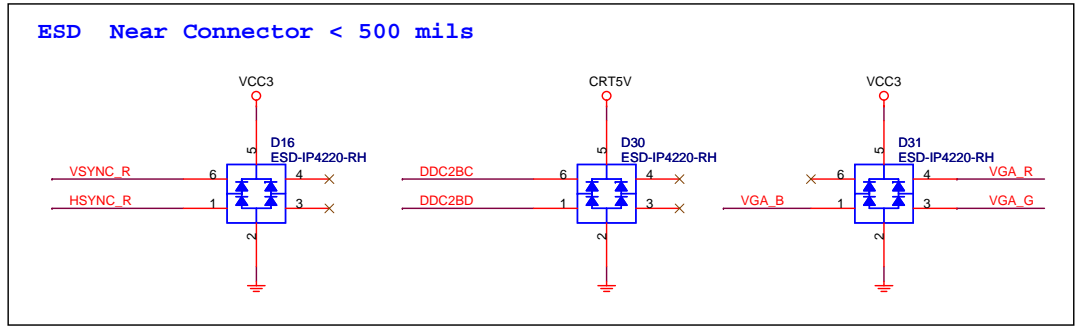 ESD Near Connector < 500 mils
VCC3 CRT5V VCC3
D16 D30 D31
ESD-IP4220-RH ESD-IP4220-RH ESD-IP4220-RH
5 5 5
VSYNC_R 6 4 DDC2BC 6 4 6 4 VGA_R
HSYNC_R 1 3 DDC2BD 1 3 VGA_B 1 3 VGA_G
2 2 2